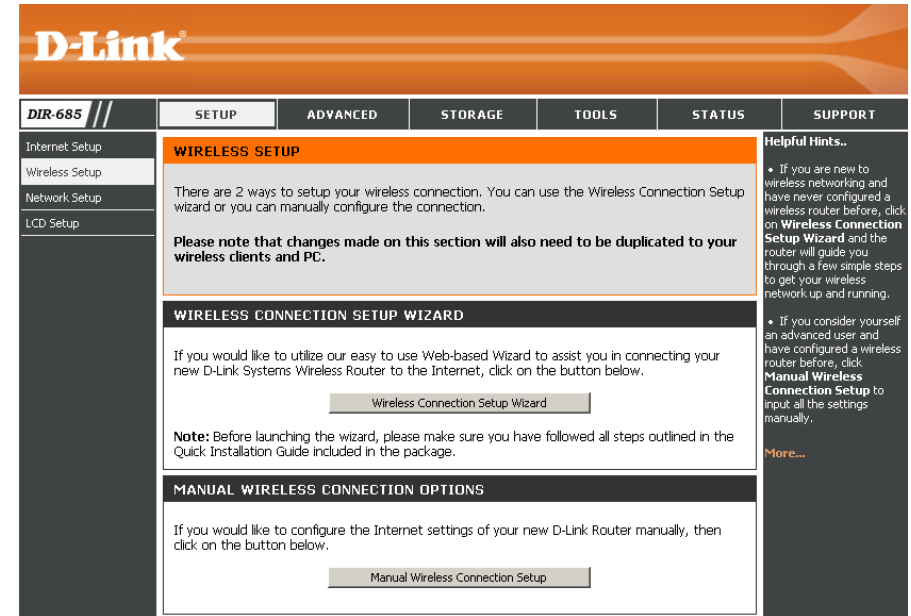 D-Link®
DIR-685 //
SETUP
ADVANCED
STORAGE
TOOLS
STATUS
SUPPORT
Internet Setup
Wireless Setup
Network Setup
LCD Setup
WIRELESS SETUP
There are 2 ways to setup your wireless connection. You can use the Wireless Connection Setup
wizard or you can manually configure the connection.
Please note that changes made on this section will also need to be duplicated to your
wireless clients and PC.
WIRELESS CONNECTION SETUP WIZARD
If you would like to utilize our easy to use Web-based Wizard to assist you in connecting your
new D-Link Systems Wireless Router to the Internet, click on the button below.
Wireless Connection Setup Wizard
Note: Before launching the wizard, please make sure you have followed all steps outlined in the
Quick Installation Guide included in the package.
MANUAL WIRELESS CONNECTION OPTIONS
If you would like to configure the Internet settings of your new D-Link Router manually, then
click on the button below.
Manual Wireless Connection Setup
Helpful Hints..
• If you are new to
wireless networking and
have never configured a
wireless router before, click
on Wireless Connection
Setup Wizard and the
router will guide you
through a few simple steps
to get your wireless
network up and running.
• If you consider yourself
an advanced user and
have configured a wireless
router before, click
Manual Wireless
Connection Setup to
input all the settings
manually.
More...